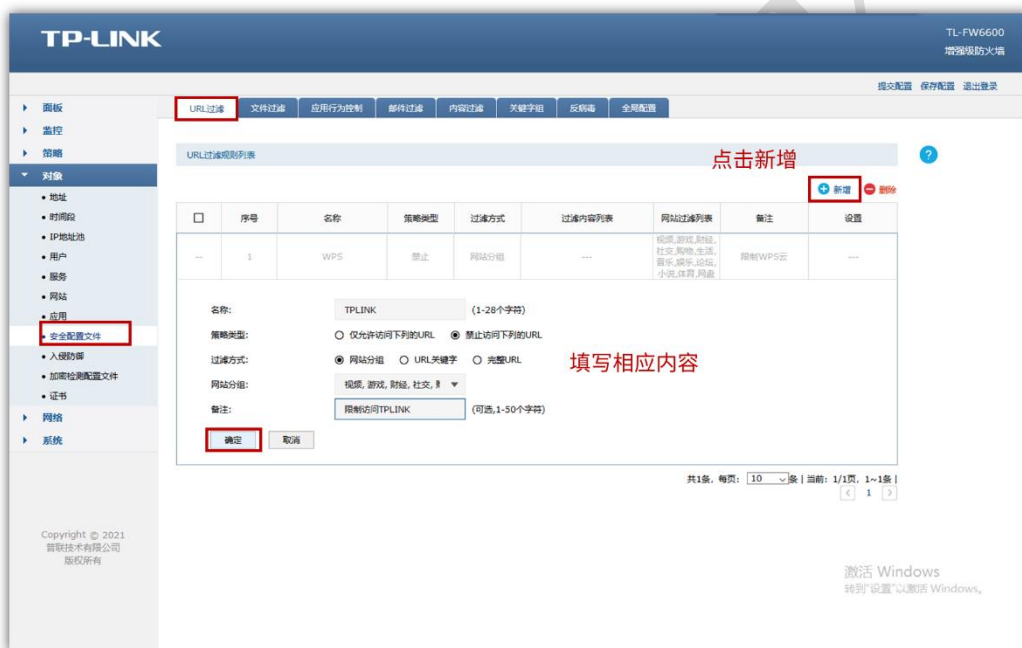 TP-LINK
TL-FW6600
增强级防火墙
提交配置 保存配置 退出登录
面板
监控
策略
对象
地址
时间段
IP地址池
用户
服务
网站
应用
安全配置文件
入侵防御
加密检测配置文件
证书
网络
系统
Copyright © 2021
普联技术有限公司
版权所有
URL过滤 文件过滤 应用行为控制 邮件过滤 内容过滤 关键字组 反病毒 全局配置
URL过滤规则列表
?
点击新增
新增 删除
序号 名称 策略类型 过滤方式 过滤内容列表 网站过滤列表 备注 设置
--- 1 WPS 禁止 网站分组 --- 视频,游戏,财经, 限制WPS云 ---
社交,购物,生活,
音乐,娱乐,论坛,
小说,体育,网盘
名称: TPLINK (1-28个字符)
策略类型: 仅允许访问下列的URL 禁止访问下列的URL
过滤方式: 网站分组 URL关键字 完整URL
填写相应内容
网站分组: 视频, 游戏, 财经, 社交,
备注: 限制访问TPLINK (可选,1-50个字符)
确定 取消
共1条, 每页: 10 条 | 当前: 1/1页, 1~1条 |
< 1 >
激活 Windows
转到"设置"以激活 Windows。